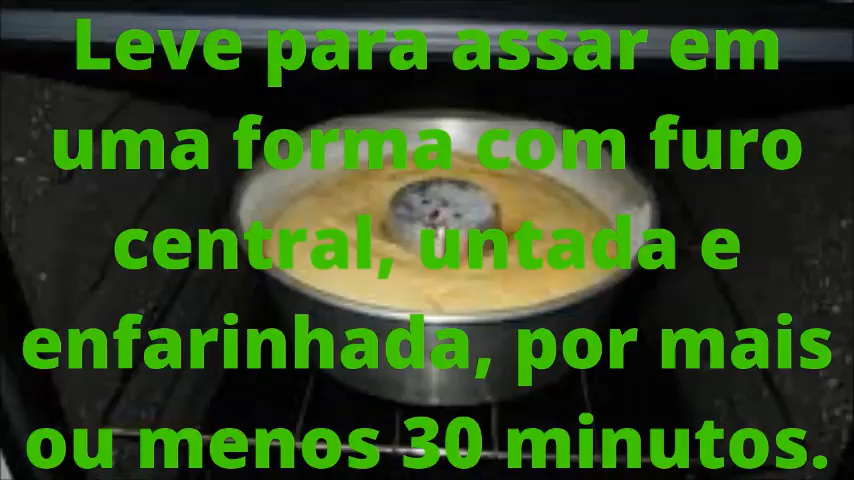 Leve para assar em
uma forma com furo
central, untada e
enfarinhada, por mais
ou menos 30 minutos.